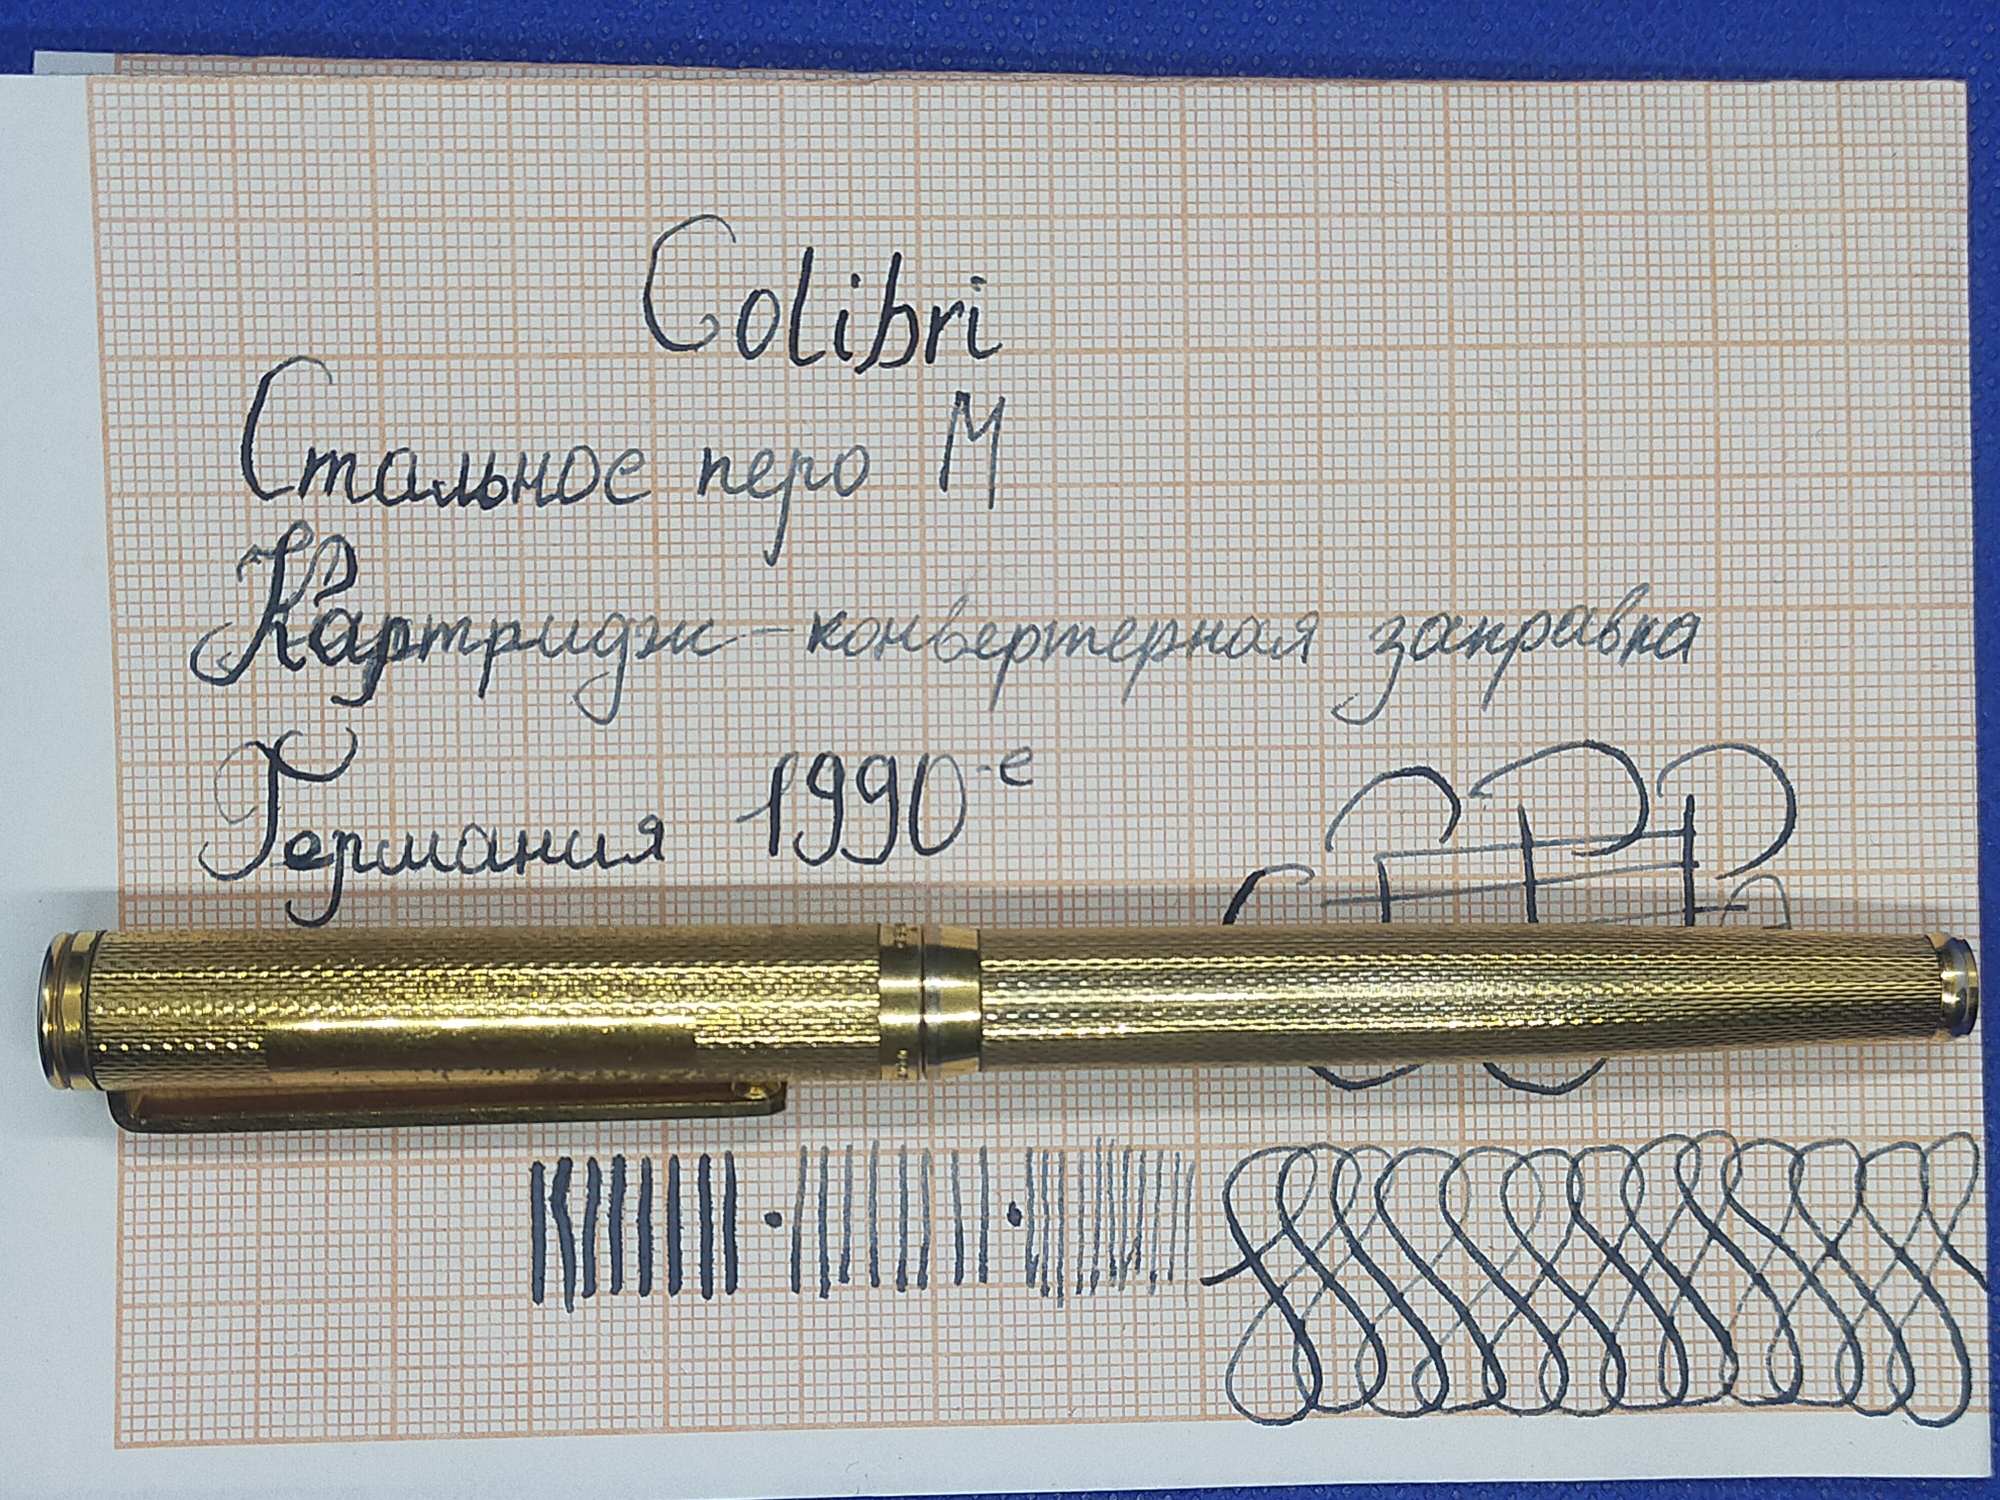 Colibri
Стальное перо М
Картридж-конвертерная заправка
Германия 1990-е